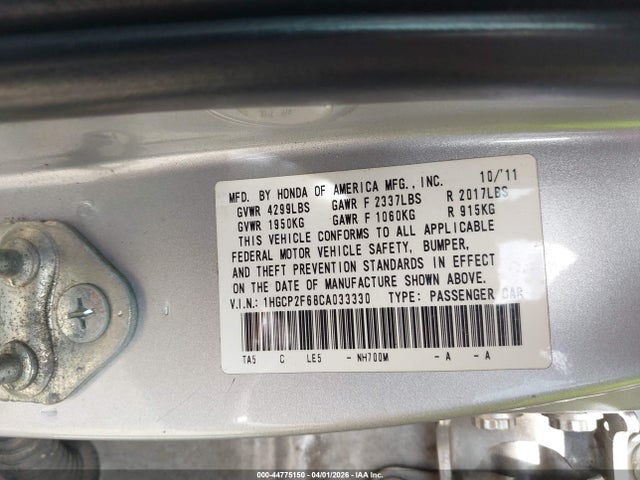 MFD. BY HONDA OF AMERICA MFG., INC. 10/'11
GVWR 4299LBS GAWR F 2337LBS R 2017LBS
GVWR 1950KG GAWR F 1060KG R 915KG
THIS VEHICLE CONFORMS TO ALL APPLICABLE
FEDERAL MOTOR VEHICLE SAFETY, BUMPER,
AND THEFT PREVENTION STANDARDS IN EFFECT
ON THE DATE OF MANUFACTURE SHOWN ABOVE.
V.I.N.: 1HGCP2F68CA033330 TYPE: PASSENGER CAR
TA5 C LE5 - NH700M - A - A
000-44775150 04/01/2026 IAA Inc.